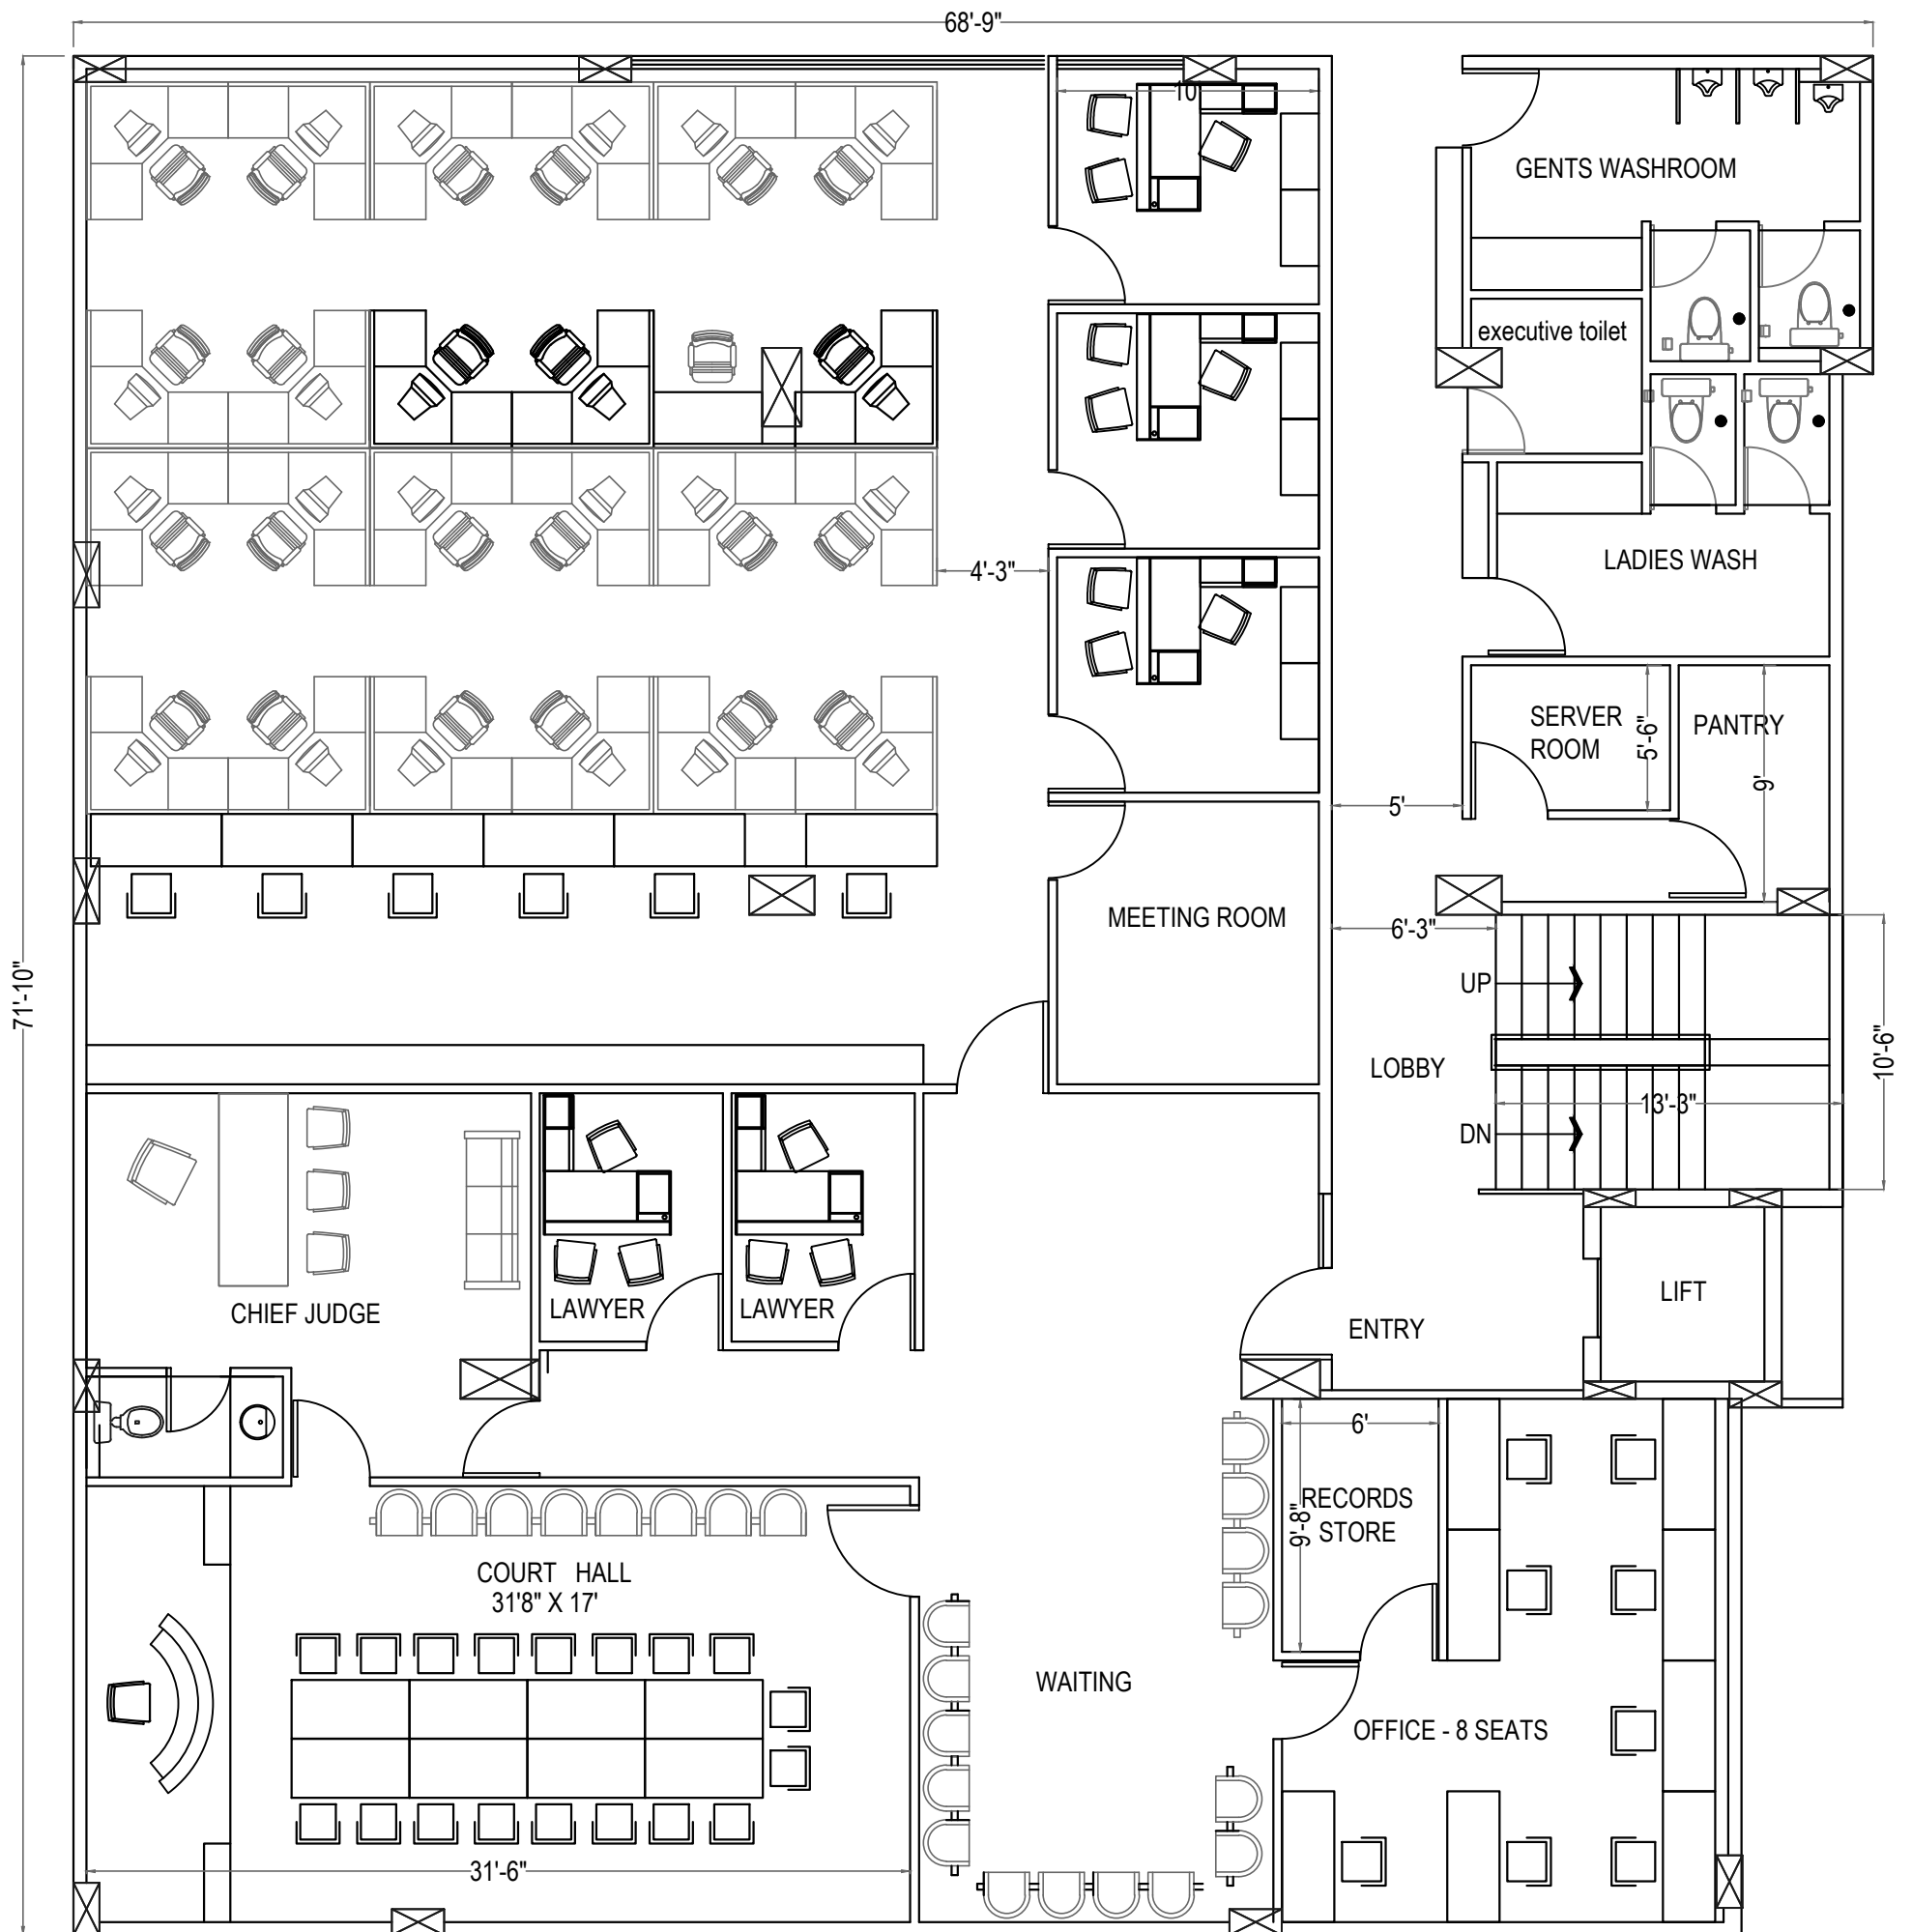 68'-9"
10'
GENTS WASHROOM
executive toilet
4'-3"
LADIES WASH
SERVER
ROOM
5'-6"
PANTRY
9'
5'
MEETING ROOM
6'-3"
71'-10"
UP
LOBBY
10'-6"
13'-3"
DN
LIFT
CHIEF JUDGE
LAWYER
LAWYER
ENTRY
6'
RECORDS
STORE
9'-8"
COURT HALL
31'8" X 17'
WAITING
OFFICE - 8 SEATS
31'-6"